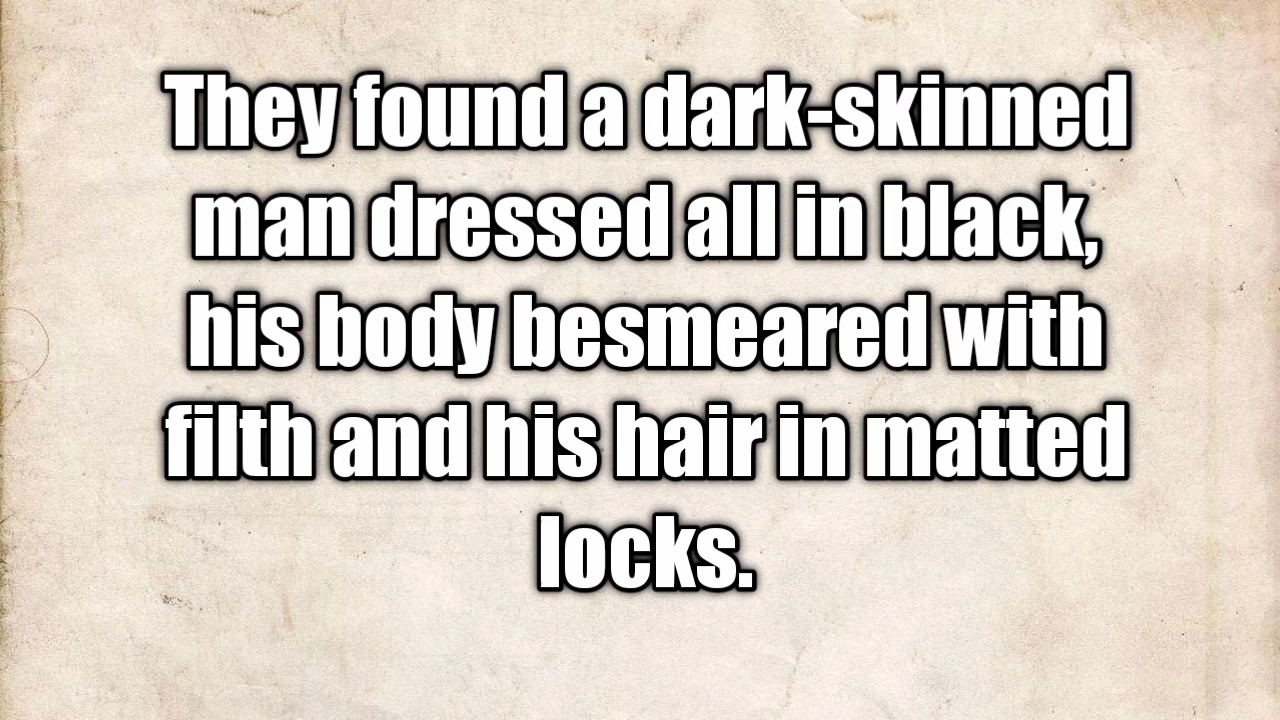 They found a dark-skinned
man dressed all in black,
his body besmeared with
filth and his hair in matted
locks.